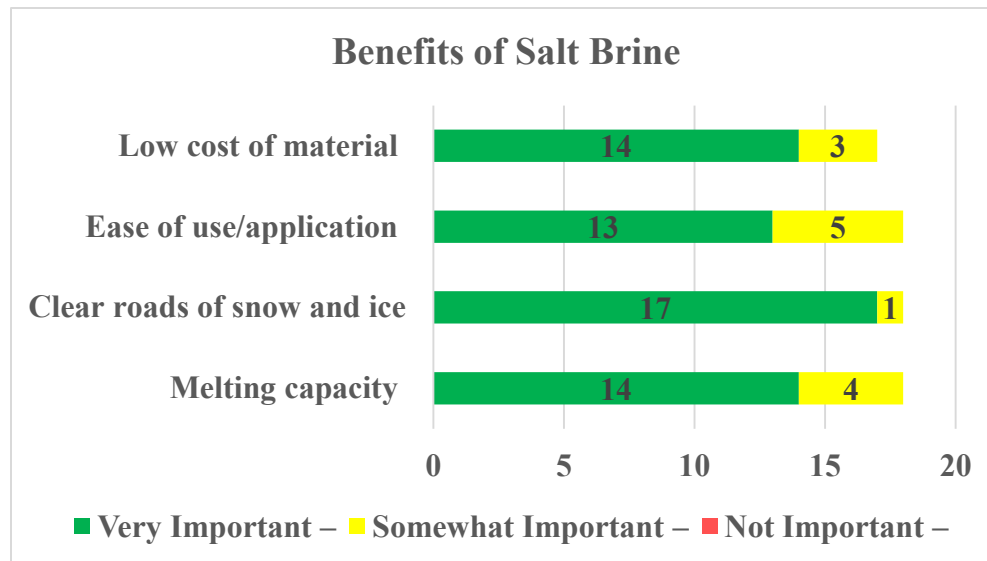 Benefits of Salt Brine
Low cost of material
14 3
Ease of use/application
13 5
Clear roads of snow and ice
17 1
Melting capacity
14 4
0 5 10 15 20
Very Important – Somewhat Important – Not Important –